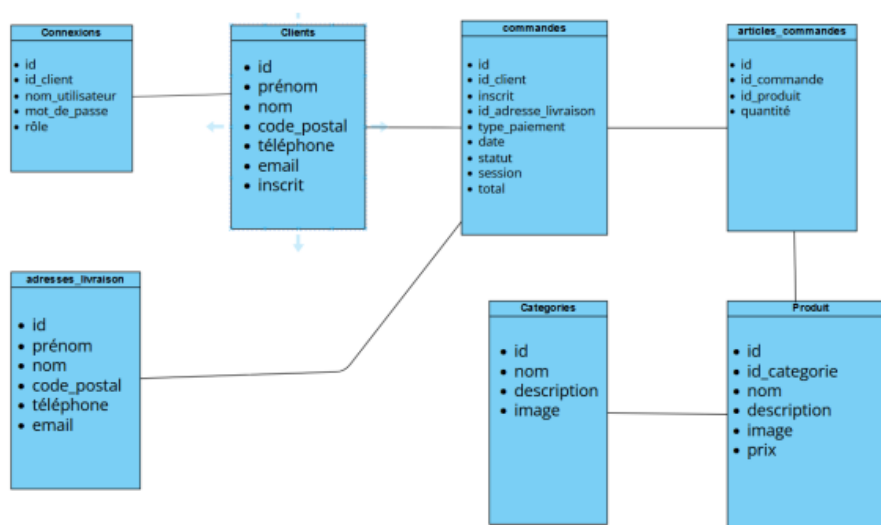 Connexions
• id
• id_client
• nom_utilisateur
• mot_de_passe
• rôle
Clients
• id
• prénom
• nom
• code_postal
• téléphone
• email
• inscrit
commandes
• id
• id_client
• inscrit
• id_adresse_livraison
• type_paiement
• date
• statut
• session
• total
articles_commandes
• id
• id_commande
• id_produit
• quantité
adresses_livraison
• id
• prénom
• nom
• code_postal
• téléphone
• email
Categories
• id
• nom
• description
• image
Produit
• id
• id_categorie
• nom
• description
• image
• prix